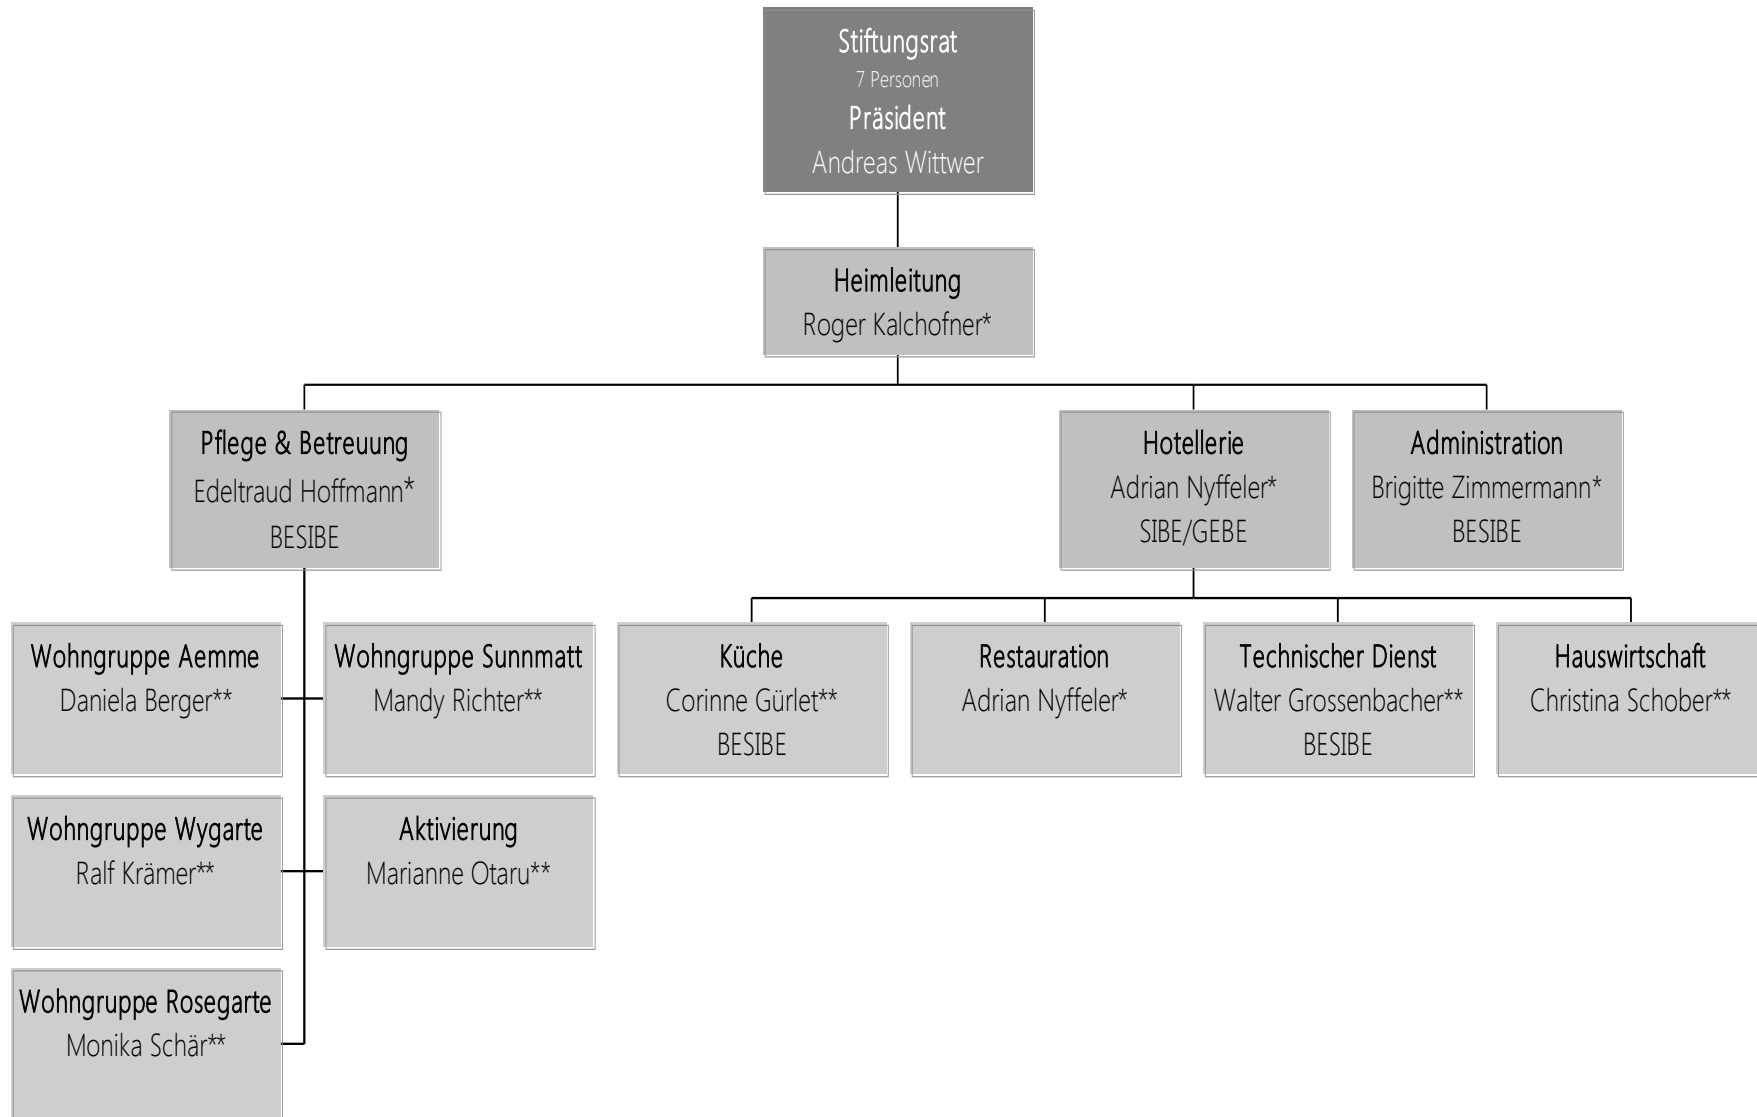 Stiftungsrat
7 Personen
Präsident
Andreas Wittwer
Heimleitung
Roger Kalchofner*
Pflege & Betreuung
Edeltraud Hoffmann*
BESIBE
Hotellerie
Adrian Nyffeler*
SIBE/GEBE
Administration
Brigitte Zimmermann*
BESIBE
Wohngruppe Aemme
Daniela Berger**
Wohngruppe Sunnmatt
Mandy Richter**
Küche
Corinne Gürlet**
BESIBE
Restauration
Adrian Nyffeler*
Technischer Dienst
Walter Grossenbacher**
BESIBE
Hauswirtschaft
Christina Schober**
Wohngruppe Wygarte
Ralf Krämer**
Aktivierung
Marianne Otaru**
Wohngruppe Rosegarte
Monika Schär**